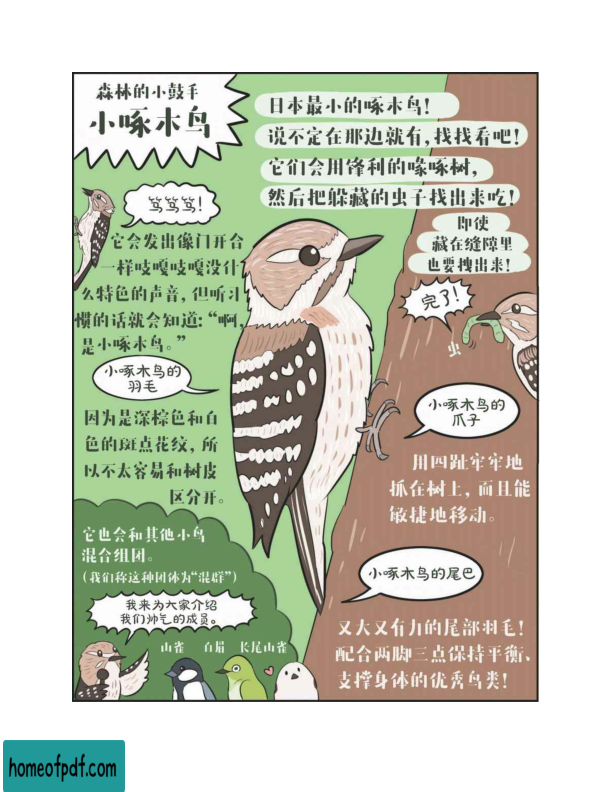 森林的小鼓手
小啄木鸟
日本最小的啄木鸟！
说不定在那边就有，找找看吧！
它们会用锋利的喙啄树，
然后把躲藏的虫子找出来吃！
即使
藏在缝隙里
也要拽出来！
笃笃笃！
它会发出像门开合
一样吱嘎吱嘎没什
么特色的声音，但听习
惯的话就会知道：“啊，
是小啄木鸟。”
完了！
虫
小啄木鸟的
羽毛
因为是深棕色和白
色的斑点花纹，所
以不太容易和树皮
区分开。
小啄木鸟的
爪子
用四趾牢牢地
抓在树上，而且能
敏捷地移动。
它也会和其他小鸟
混合组团。
（我们称这种团体为“混群”）
我来为大家介绍
我们帅气的成员。
山雀 白眉 长尾山雀
小啄木鸟的尾巴
又大又有力的尾部羽毛！
配合两脚三点保持平衡、
支撑身体的优秀鸟类！
homeofpdf.com